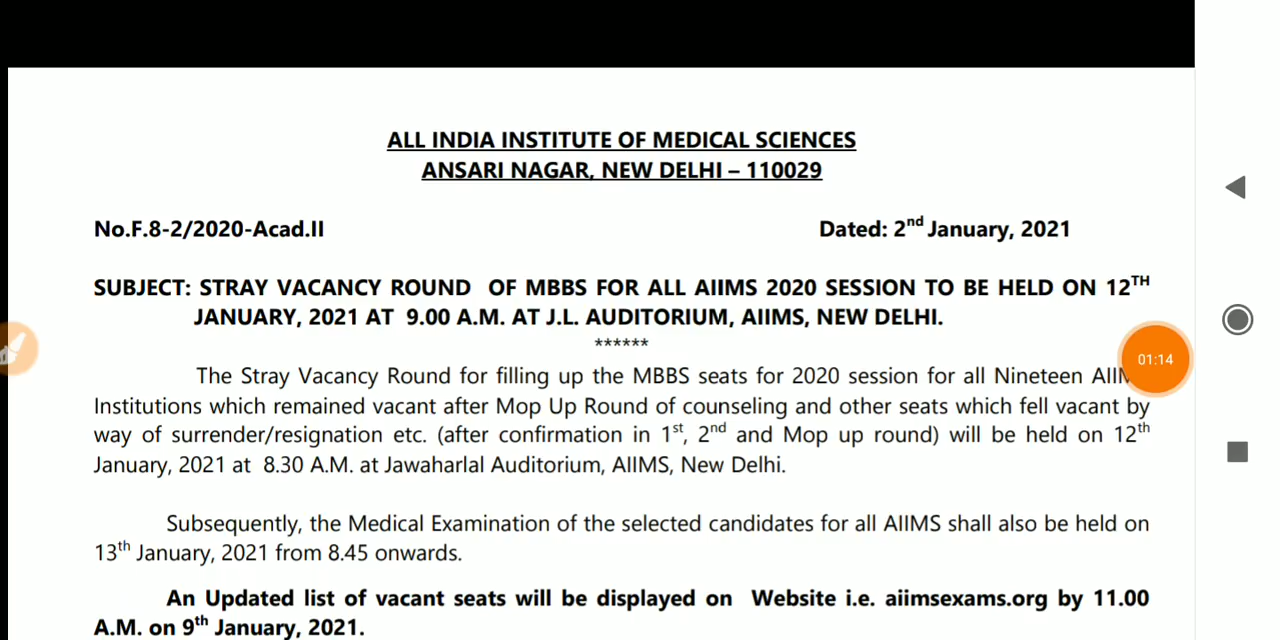 ALL INDIA INSTITUTE OF MEDICAL SCIENCES
ANSARI NAGAR, NEW DELHI – 110029
No.F.8-2/2020-Acad.II Dated: 2nd January, 2021
SUBJECT: STRAY VACANCY ROUND OF MBBS FOR ALL AIIMS 2020 SESSION TO BE HELD ON 12TH
JANUARY, 2021 AT 9.00 A.M. AT J.L. AUDITORIUM, AIIMS, NEW DELHI.
******
The Stray Vacancy Round for filling up the MBBS seats for 2020 session for all Nineteen
01:14
Institutions which remained vacant after Mop Up Round of counseling and other seats which fell vacant by
way of surrender/resignation etc. (after confirmation in 1st, 2nd and Mop up round) will be held on 12th
January, 2021 at 8.30 A.M. at Jawaharlal Auditorium, AIIMS, New Delhi.
Subsequently, the Medical Examination of the selected candidates for all AIIMS shall also be held on
13th January, 2021 from 8.45 onwards.
An Updated list of vacant seats will be displayed on Website i.e. aiimsexams.org by 11.00
A.M. on 9th January, 2021.